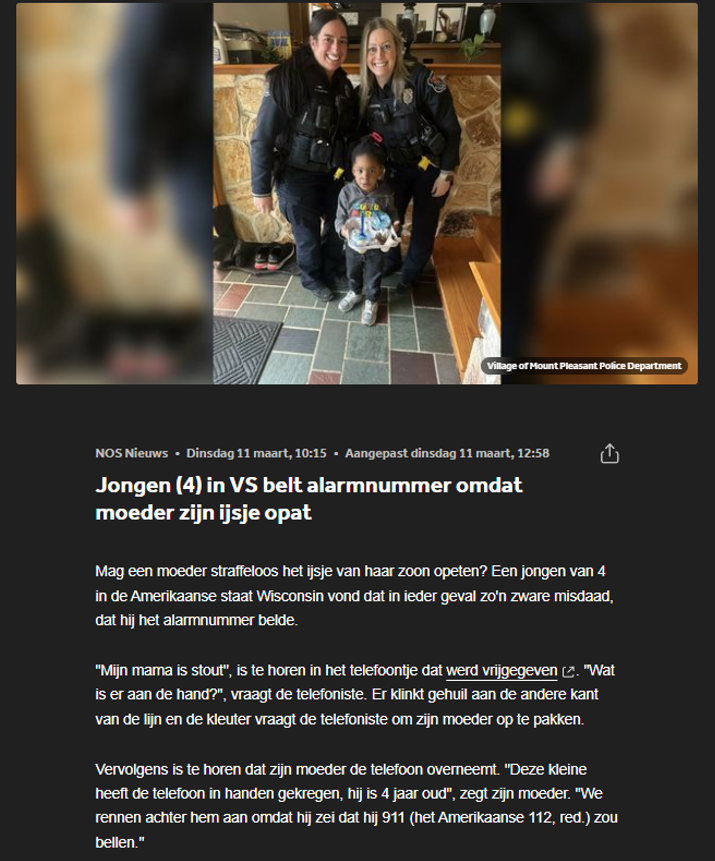 Village of Mount Pleasant Police Department
NOS Nieuws • Dinsdag 11 maart, 10:15 • Aangepast dinsdag 11 maart, 12:58
Jongen (4) in VS belt alarmnummer omdat
moeder zijn ijsje opat
Mag een moeder straffeloos het ijsje van haar zoon opeten? Een jongen van 4
in de Amerikaanse staat Wisconsin vond dat in ieder geval zo'n zware misdaad,
dat hij het alarmnummer belde.
"Mijn mama is stout", is te horen in het telefoontje dat werd vrijgegeven. "Wat
is er aan de hand?", vraagt de telefoniste. Er klinkt gehuil aan de andere kant
van de lijn en de kleuter vraagt de telefoniste om zijn moeder op te pakken.
Vervolgens is te horen dat zijn moeder de telefoon overneemt. "Deze kleine
heeft de telefoon in handen gekregen, hij is 4 jaar oud", zegt zijn moeder. "We
rennen achter hem aan omdat hij zei dat hij 911 (het Amerikaanse 112, red.) zou
bellen."